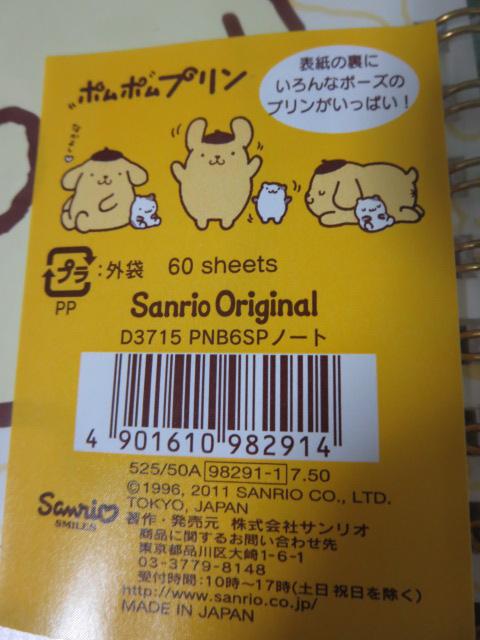 ポムポムプリン
表紙の裏に
いろんなポーズの
プリンがいっぱい！
プラ：外袋 60 sheets
PP
Sanrio Original
D3715 PNB6SPノート
4 901610 982914
525/50A 98291-1 7.50
©1996, 2011 SANRIO CO., LTD.
TOKYO, JAPAN
Sanrio
SMILES
著作・発売元 株式会社サンリオ
商品に関するお問い合わせ先
東京都品川区大崎1-6-1
03-3779-8148
受付時間：10時〜17時(土日祝日を除く)
http://www.sanrio.co.jp/
MADE IN JAPAN